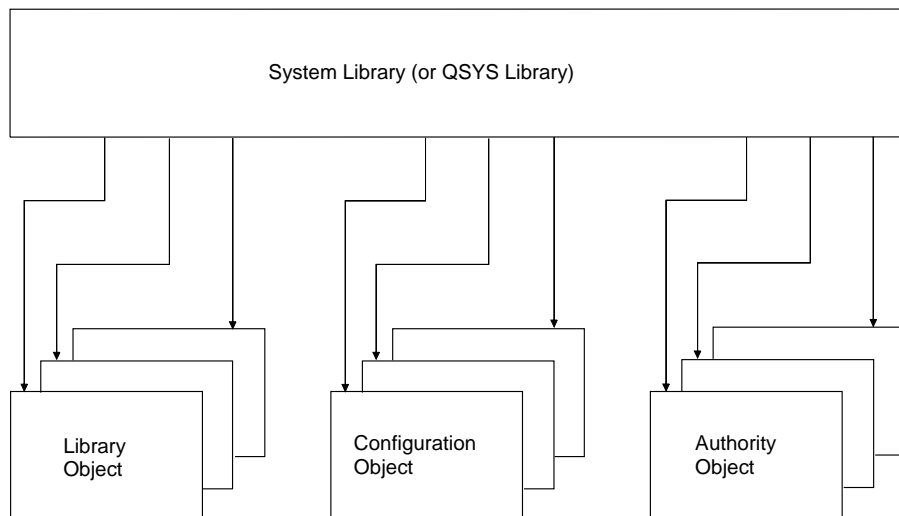 System Library (or QSYS Library)
Library
Object
Configuration
Object
Authority
Object